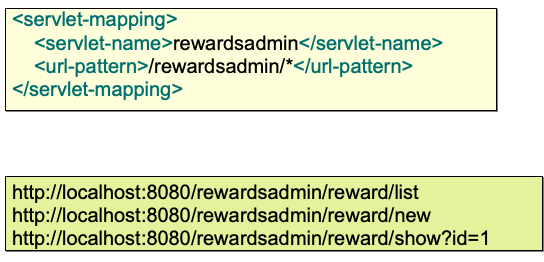 <servlet-mapping>
<servlet-name>rewardsadmin</servlet-name>
<url-pattern>/rewardsadmin/*</url-pattern>
</servlet-mapping>
http://localhost:8080/rewardsadmin/reward/list
http://localhost:8080/rewardsadmin/reward/new
http://localhost:8080/rewardsadmin/reward/show?id=1